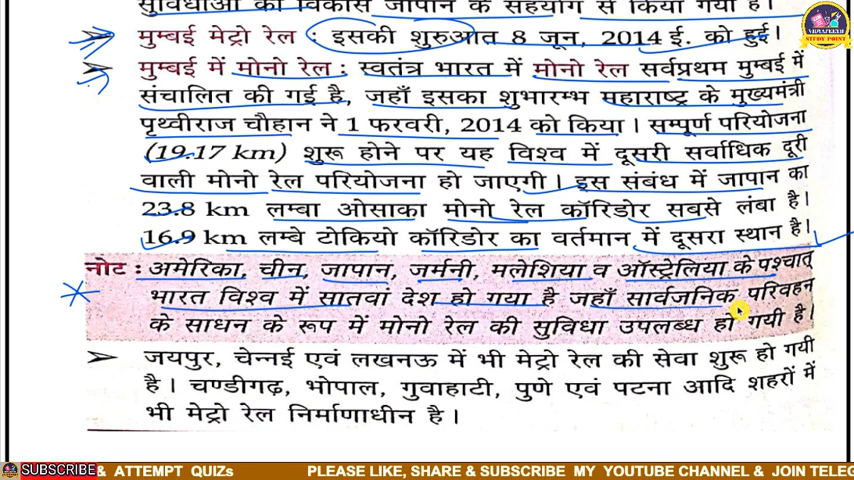 सुविधाओं का विकास जापान के सहयोग से किया गया है।
मुम्बई मेट्रो रेल : इसकी शुरुआत 8 जून, 2014 ई. को हुई।
मुम्बई में मोनो रेल : स्वतंत्र भारत में मोनो रेल सर्वप्रथम मुम्बई में
संचालित की गई है, जहाँ इसका शुभारम्भ महाराष्ट्र के मुख्यमंत्री
पृथ्वीराज चौहान ने 1 फरवरी, 2014 को किया। सम्पूर्ण परियोजना
(19.17 km) शुरू होने पर यह विश्व में दूसरी सर्वाधिक दूरी
वाली मोनो रेल परियोजना हो जाएगी। इस संबंध में जापान का
23.8 km लम्बा ओसाका मोनो रेल कॉरिडोर सबसे लंबा है।
16.9 km लम्बे टोकियो कॉरिडोर का वर्तमान में दूसरा स्थान है।
नोट : अमेरिका, चीन, जापान, जर्मनी, मलेशिया व ऑस्ट्रेलिया के पश्चात्
भारत विश्व में सातवां देश हो गया है जहाँ सार्वजनिक परिवहन
के साधन के रूप में मोनो रेल की सुविधा उपलब्ध हो गयी है।
जयपुर, चेन्नई एवं लखनऊ में भी मेट्रो रेल की सेवा शुरू हो गयी
है। चण्डीगढ़, भोपाल, गुवाहाटी, पुणे एवं पटना आदि शहरों में
भी मेट्रो रेल निर्माणाधीन है।
VIDYAPEETH
STUDY POINT
SUBSCRIBE & ATTEMPT QUIZs PLEASE LIKE, SHARE & SUBSCRIBE MY YOUTUBE CHANNEL & JOIN TELEG